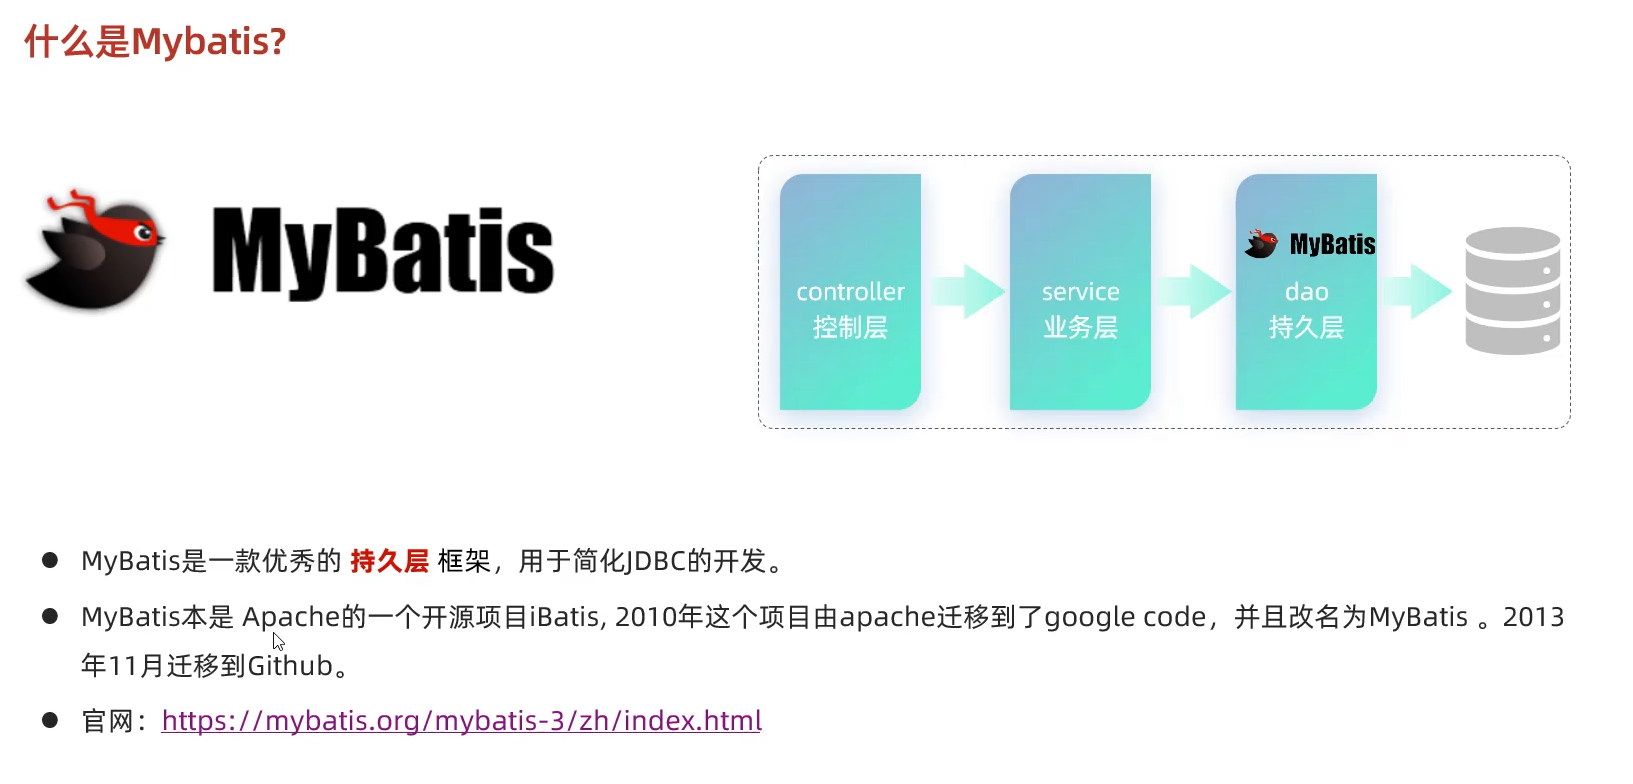 什么是Mybatis?
MyBatis
controller
控制层
service
业务层
MyBatis
dao
持久层
● MyBatis是一款优秀的 持久层 框架，用于简化JDBC的开发。
● MyBatis本是 Apache的一个开源项目iBatis, 2010年这个项目由apache迁移到了google code，并且改名为MyBatis 。2013
年11月迁移到Github。
● 官网：https://mybatis.org/mybatis-3/zh/index.html